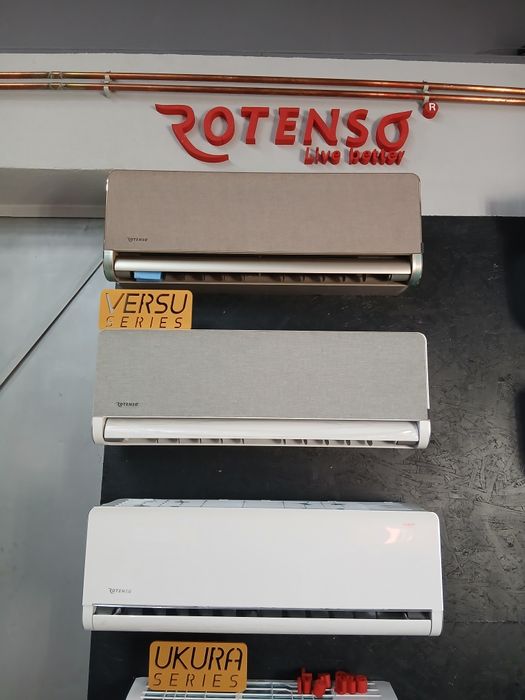 ROTENSO
R
Live better
ROTENSO
VERSU
SERIES
ROTENSO
ROTENSO
UKURA
SERIES